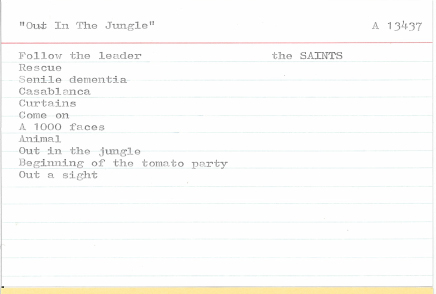 "Out In The Jungle" A 13437
Follow the leader the SAINTS
Rescue
Senile dementia
Casablanca
Curtains
Come on
A 1000 faces
Animal
Out in the jungle
Beginning of the tomato party
Out a sight